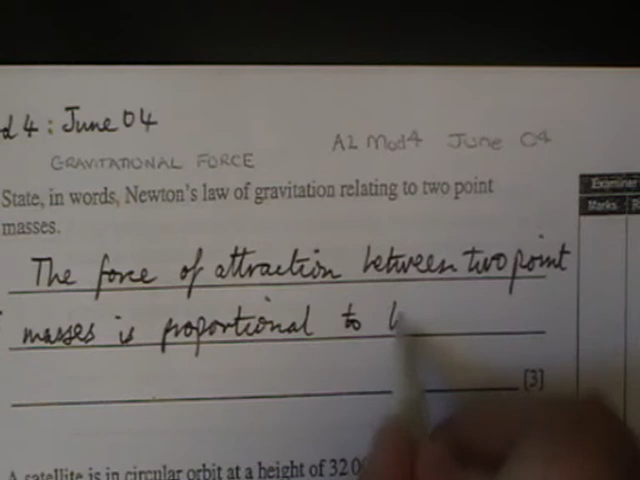 d 4 : June 04
A2 Mod4 June 04
GRAVITATIONAL FORCE
State, in words, Newton's law of gravitation relating to two point
masses.
Examiner
Marks R
The force of attraction between two point
masses is proportional to
[3]
A satellite is in circular orbit at a height of 3200